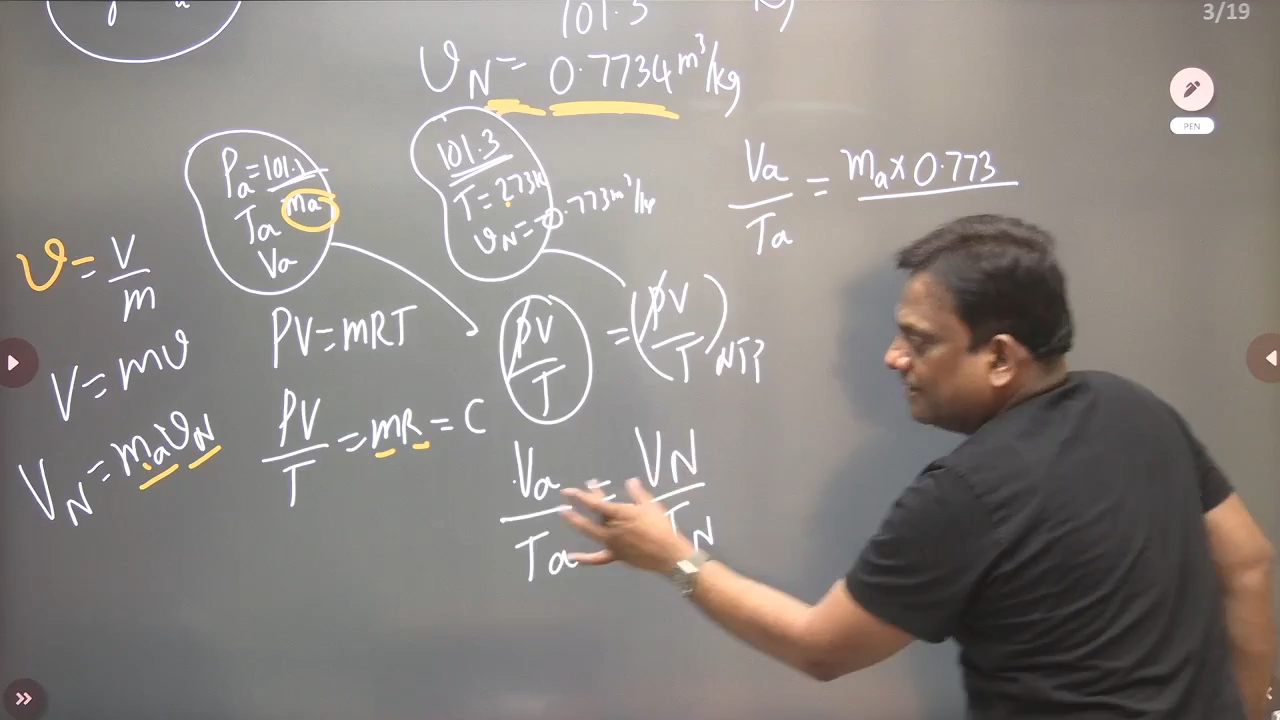 3/19
101.3
υN = 0.7734 m³/kg
PEN
Pa = 101.3
ma
Ta
Va
101.3
T = 273K
υN = 0.773 m³/kg
Va/Ta = ma × 0.773
υ = V/m
V = mυ
VN = maυN
PV = mRT
PV/T = mR = C
PV/T = (PV/T) NTP
Va/Ta = VN/TN